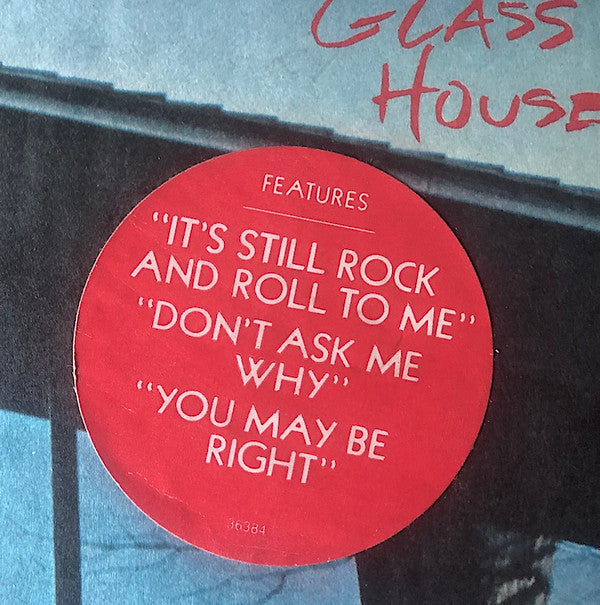 GLASS
HOUSE
FEATURES
"IT'S STILL ROCK
AND ROLL TO ME"
"DON'T ASK ME
WHY"
"YOU MAY BE
RIGHT"
36384